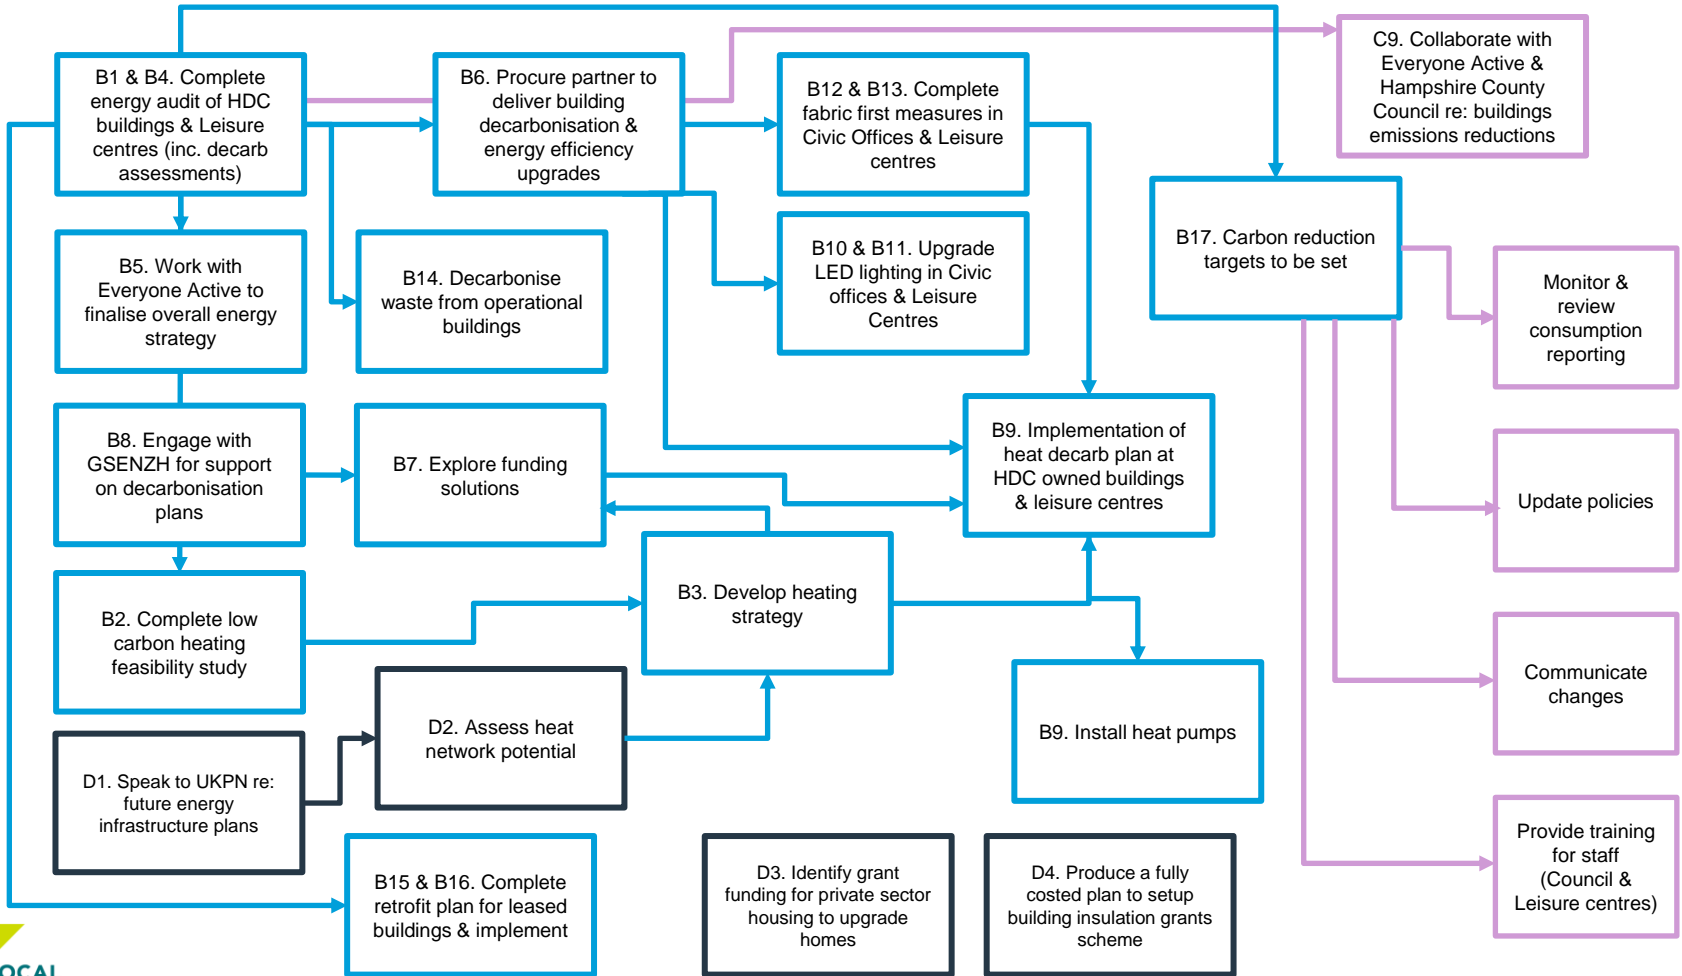 B1 & B4. Complete
energy audit of HDC
buildings & Leisure
centres (inc. decarb
assessments)
B6. Procure partner to
deliver building
decarbonisation &
energy efficiency
upgrades
B12 & B13. Complete
fabric first measures in
Civic Offices & Leisure
centres
C9. Collaborate with
Everyone Active &
Hampshire County
Council re: buildings
emissions reductions
B5. Work with
Everyone Active to
finalise overall energy
strategy
B14. Decarbonise
waste from operational
buildings
B10 & B11. Upgrade
LED lighting in Civic
offices & Leisure
Centres
B17. Carbon reduction
targets to be set
Monitor &
review
consumption
reporting
B8. Engage with
GSENZH for support
on decarbonisation
plans
B7. Explore funding
solutions
B9. Implementation of
heat decarb plan at
HDC owned buildings
& leisure centres
Update policies
B2. Complete low
carbon heating
feasibility study
B3. Develop heating
strategy
Communicate
changes
D1. Speak to UKPN re:
future energy
infrastructure plans
D2. Assess heat
network potential
B9. Install heat pumps
B15 & B16. Complete
retrofit plan for leased
buildings & implement
D3. Identify grant
funding for private sector
housing to upgrade
homes
D4. Produce a fully
costed plan to setup
building insulation grants
scheme
Provide training
for staff
(Council &
Leisure centres)
OCAL